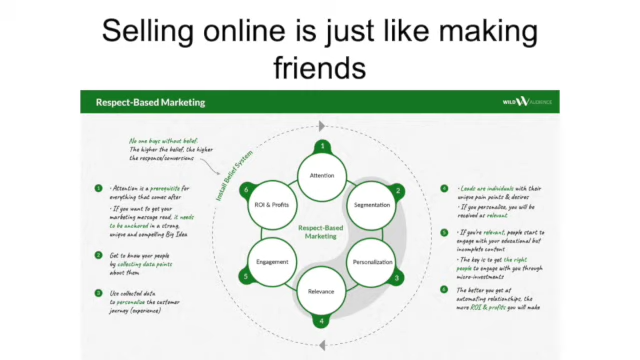 Selling online is just like making
friends
Respect-Based Marketing
WILD AUDIENCE
No one buys without belief.
The higher the belief, the higher
the response/conversions
Install Belief System
1
Attention
2
Segmentation
3
Personalization
4
Relevance
5
Engagement
6
ROI & Profits
Respect-Based
Marketing
1
• Attention is a prerequisite for
everything that comes after
• If you want to get your
marketing message read, it needs
to be anchored in a strong,
unique and compelling Big Idea
2
Get to know your people
by collecting data points
about them
3
Use collected data
to personalize the customer
journey (experience)
4
• Leads are individuals with their
unique pain points & desires
• If you personalize, you will be
received as relevant
5
• If you're relevant, people start to
engage with your educational but
incomplete content
• The key is to get the right
people to engage with you through
micro-investments
6
The better you get at
automating relationships, the
more ROI & profits you will make